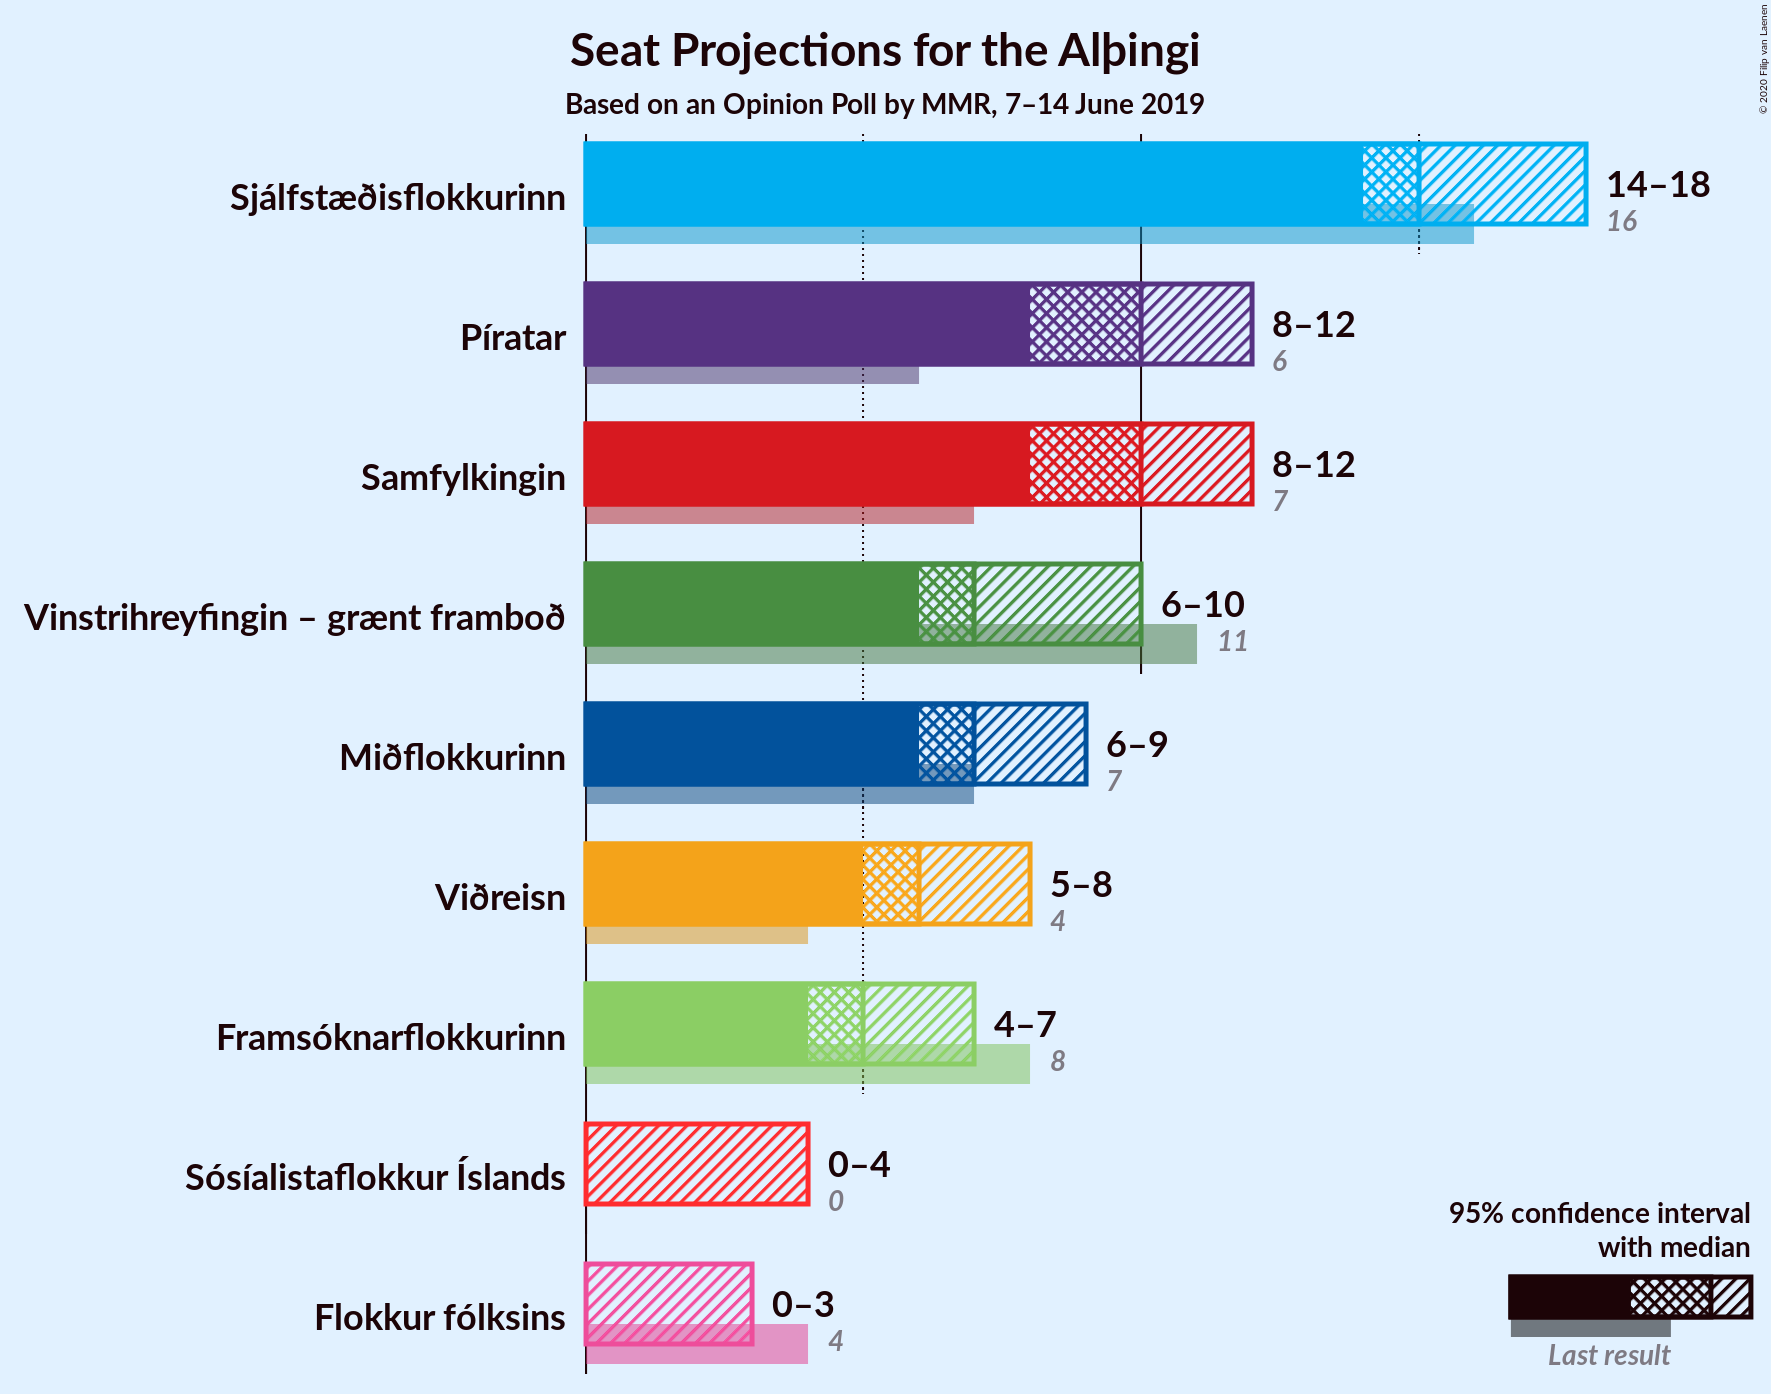 Seat Projections for the Alþingi
Based on an Opinion Poll by MMR, 7–14 June 2019
© 2020 Filip van Laenen
Sjálfstæðisflokkurinn
14–18
16
Píratar
8–12
6
Samfylkingin
8–12
7
Vinstrihreyfingin – grænt framboð
6–10
11
Miðflokkurinn
6–9
7
Viðreisn
5–8
4
Framsóknarflokkurinn
4–7
8
Sósíalistaflokkur Íslands
0–4
0
Flokkur fólksins
0–3
4
95% confidence interval
with median
Last result